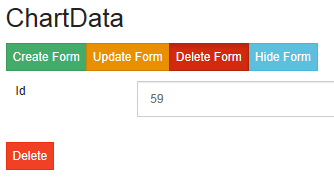 ChartData
Create Form Update Form Delete Form Hide Form
Id 59
Delete